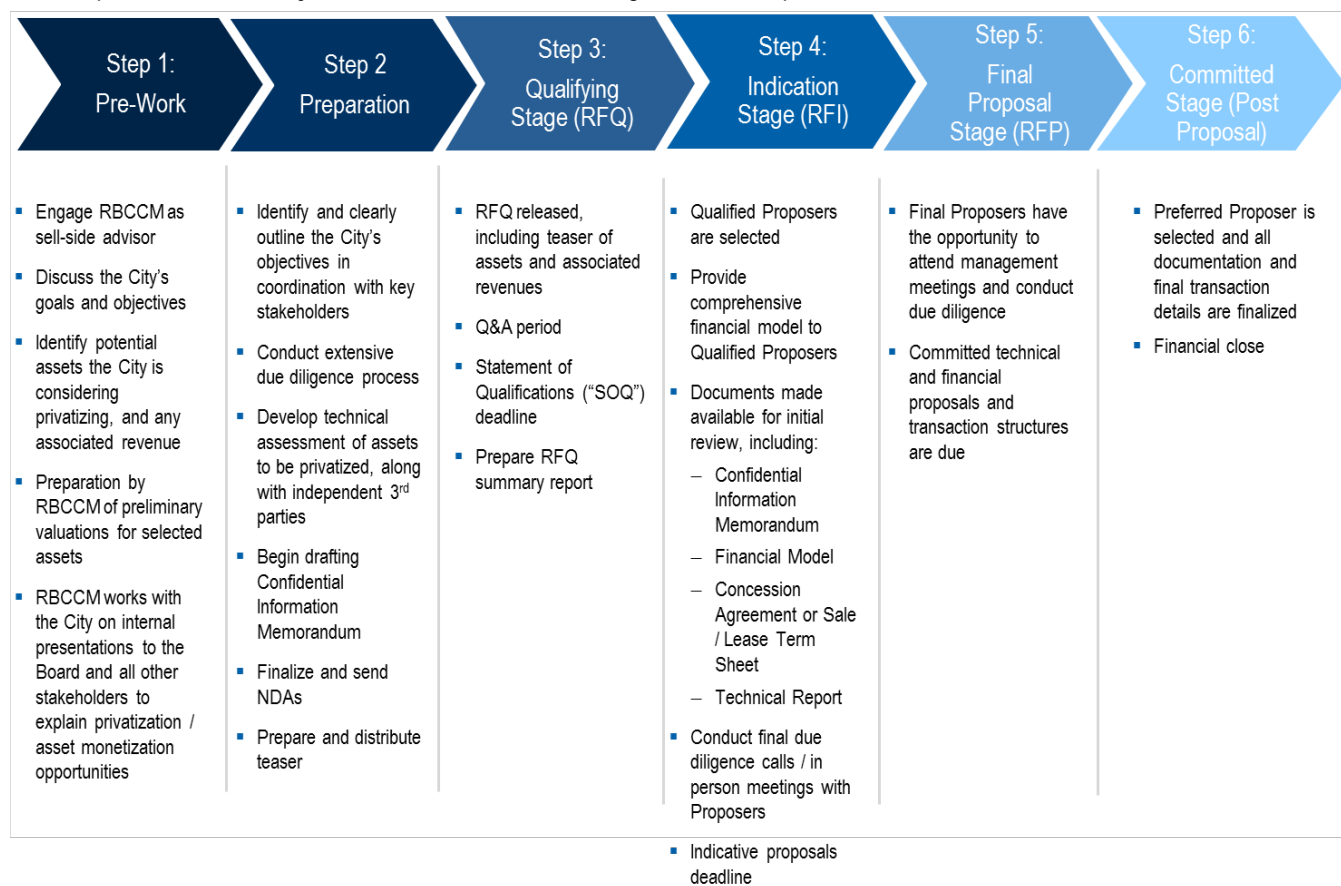 Step 1:
Pre-Work
Step 2
Preparation
Step 3:
Qualifying
Stage (RFQ)
Step 4:
Indication
Stage (RFI)
Step 5:
Final
Proposal
Stage (RFP)
Step 6:
Committed
Stage (Post
Proposal)
▪ Engage RBCCM as
sell-side advisor
▪ Discuss the City's
goals and objectives
▪ Identify potential
assets the City is
considering
privatizing, and any
associated revenue
▪ Preparation by
RBCCM of preliminary
valuations for selected
assets
▪ RBCCM works with
the City on internal
presentations to the
Board and all other
stakeholders to
explain privatization /
asset monetization
opportunities
▪ Identify and clearly
outline the City's
objectives in
coordination with key
stakeholders
▪ Conduct extensive
due diligence process
▪ Develop technical
assessment of assets
to be privatized, along
with independent 3rd
parties
▪ Begin drafting
Confidential
Information
Memorandum
▪ Finalize and send
NDAs
▪ Prepare and distribute
teaser
▪ RFQ released,
including teaser of
assets and associated
revenues
▪ Q&A period
▪ Statement of
Qualifications ("SOQ")
deadline
▪ Prepare RFQ
summary report
▪ Qualified Proposers
are selected
▪ Provide
comprehensive
financial model to
Qualified Proposers
▪ Documents made
available for initial
review, including:
– Confidential
Information
Memorandum
– Financial Model
– Concession
Agreement or Sale
/ Lease Term
Sheet
– Technical Report
▪ Conduct final due
diligence calls / in
person meetings with
Proposers
▪ Indicative proposals
deadline
▪ Final Proposers have
the opportunity to
attend management
meetings and conduct
due diligence
▪ Committed technical
and financial
proposals and
transaction structures
are due
▪ Preferred Proposer is
selected and all
documentation and
final transaction
details are finalized
▪ Financial close